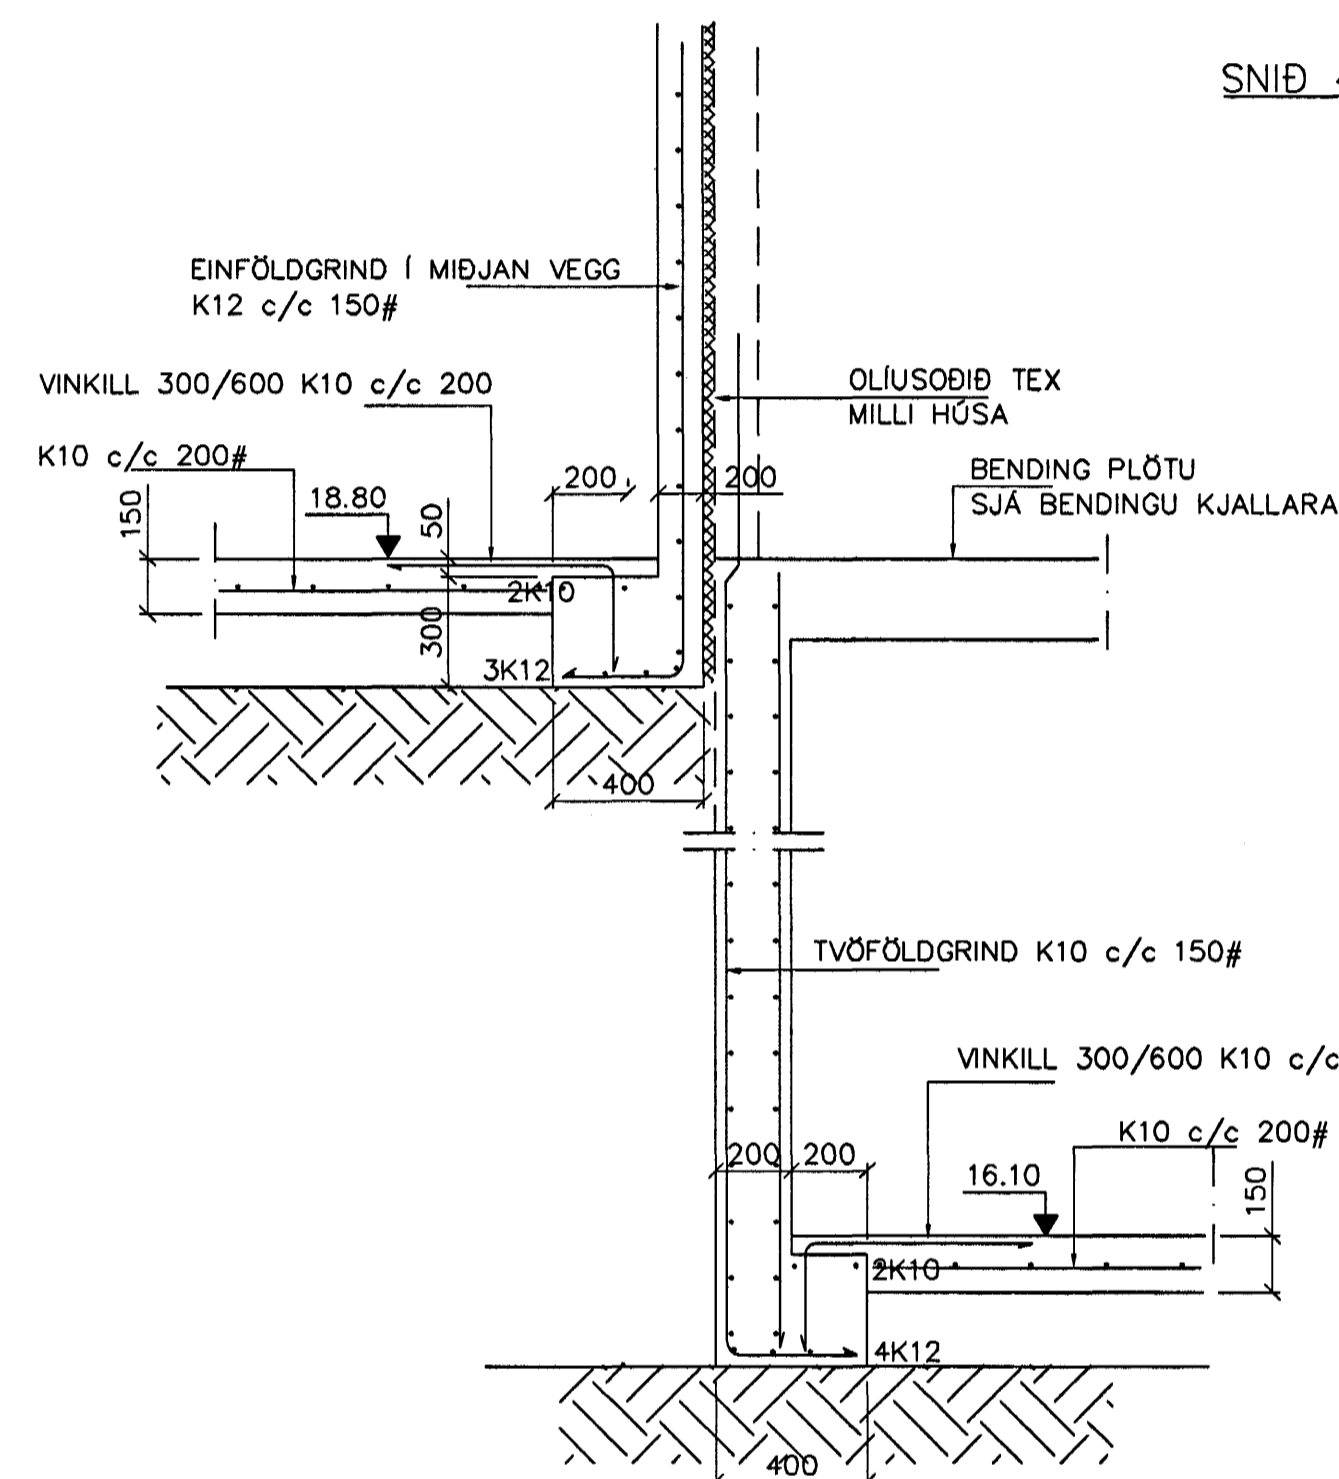 SNIÐ
EINFÖLDGRIND Í MIÐJAN VEGG
K12 c/c 150#
VINKILL 300/600 K10 c/c 200
OLÍUSOÐIÐ TEX
MILLI HÚSA
K10 c/c 200#
200
200
BENDING PLÖTU
SJÁ BENDINGU KJALLARA
150
18.80
50
2K10
300
3K12
400
TVÖFÖLDGRIND K10 c/c 150#
VINKILL 300/600 K10 c/c
K10 c/c 200#
200
200
16.10
150
2K10
4K12
400